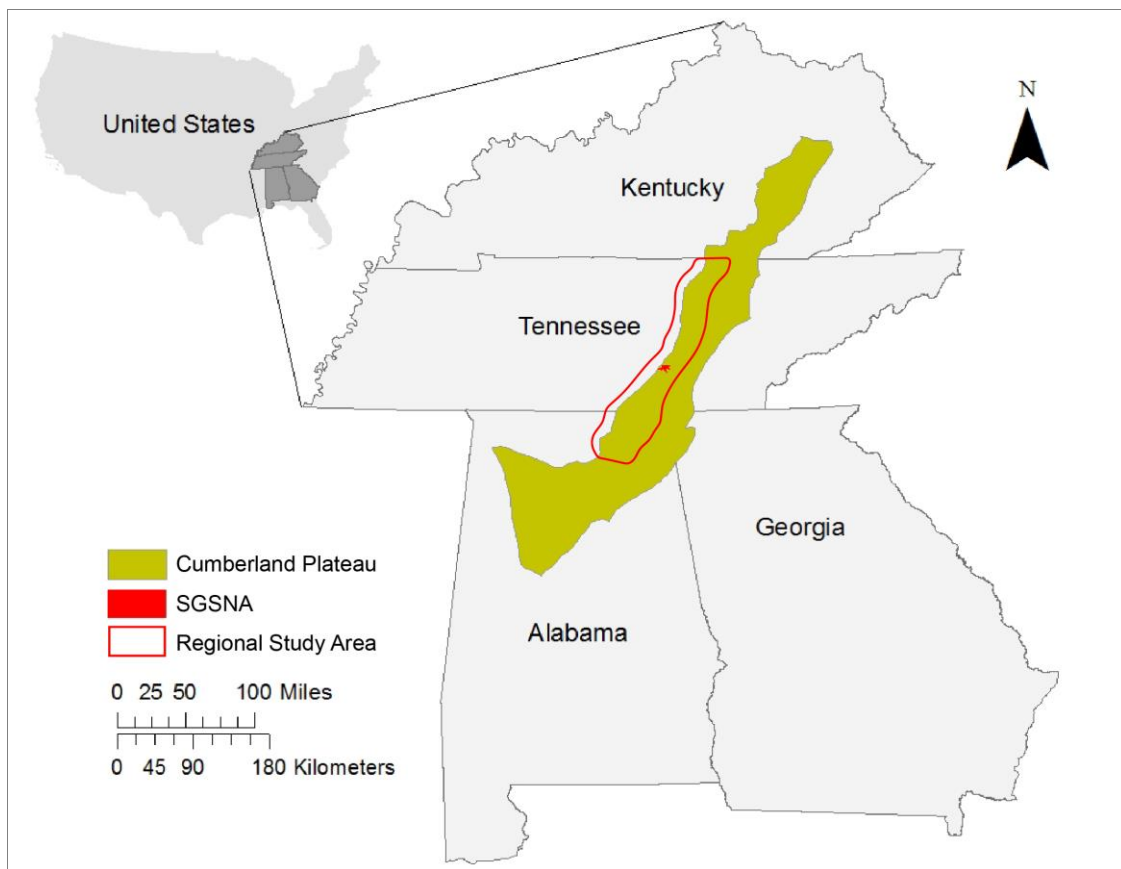 United States
N
Kentucky
Tennessee
Georgia
Alabama
Cumberland Plateau
SGSNA
Regional Study Area
0 25 50 100 Miles
0 45 90 180 Kilometers